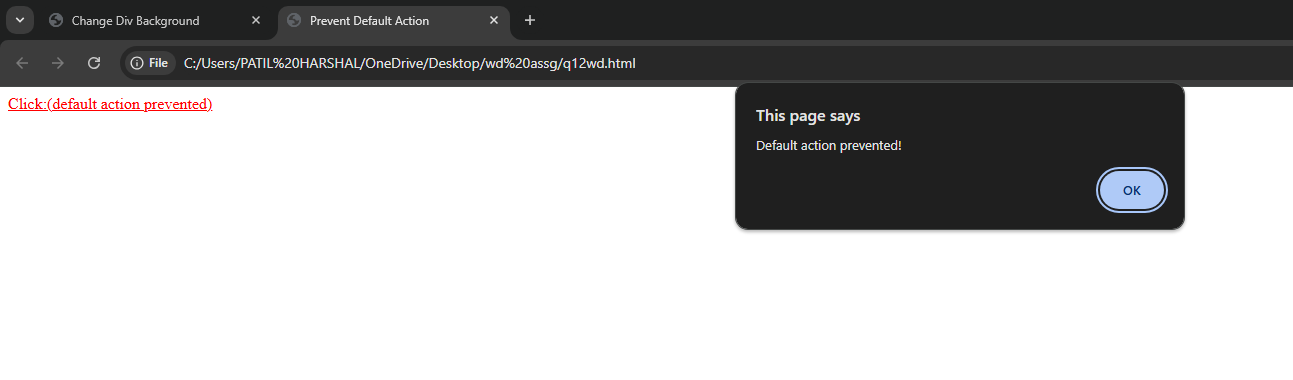 Change Div Background
Prevent Default Action
File
C:/Users/PATIL%20HARSHAL/OneDrive/Desktop/wd%20assg/q12wd.html
Click:(default action prevented)
This page says
Default action prevented!
OK